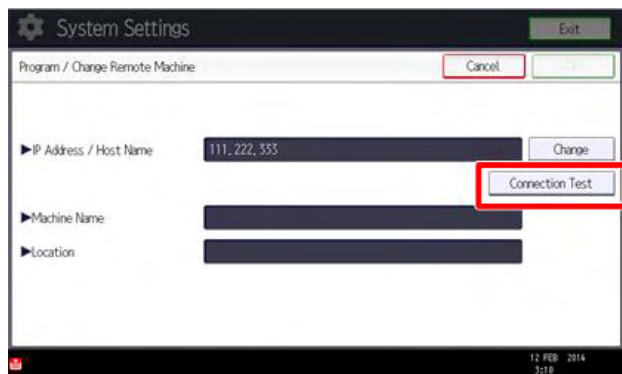 System Settings
Exit
Program / Change Remote Machine
Cancel
▶IP Address / Host Name
111, 222, 333
Change
Connection Test
▶Machine Name
▶Location
12 FEB 2014
3:10